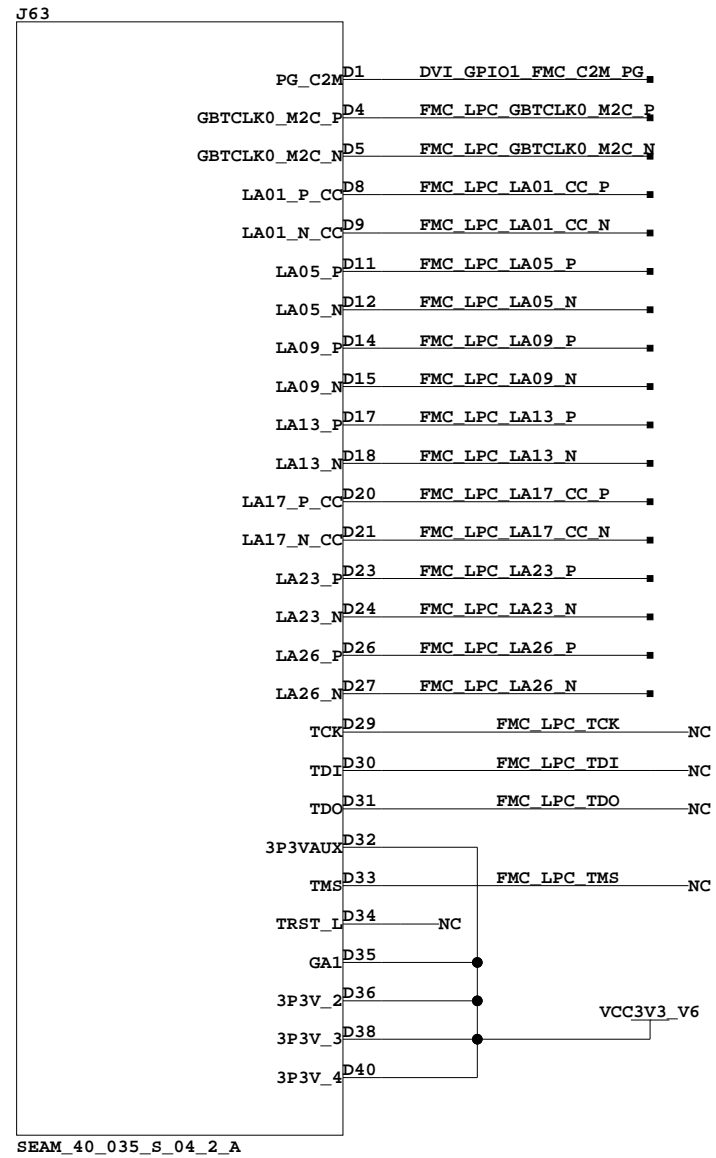 J63
PG_C2M D1 DVI_GPIO1_FMC_C2M_PG
GBTCLK0_M2C_P D4 FMC_LPC_GBTCLK0_M2C_P
GBTCLK0_M2C_N D5 FMC_LPC_GBTCLK0_M2C_N
LA01_P_CC D8 FMC_LPC_LA01_CC_P
LA01_N_CC D9 FMC_LPC_LA01_CC_N
LA05_P D11 FMC_LPC_LA05_P
LA05_N D12 FMC_LPC_LA05_N
LA09_P D14 FMC_LPC_LA09_P
LA09_N D15 FMC_LPC_LA09_N
LA13_P D17 FMC_LPC_LA13_P
LA13_N D18 FMC_LPC_LA13_N
LA17_P_CC D20 FMC_LPC_LA17_CC_P
LA17_N_CC D21 FMC_LPC_LA17_CC_N
LA23_P D23 FMC_LPC_LA23_P
LA23_N D24 FMC_LPC_LA23_N
LA26_P D26 FMC_LPC_LA26_P
LA26_N D27 FMC_LPC_LA26_N
TCK D29 FMC_LPC_TCK NC
TDI D30 FMC_LPC_TDI NC
TDO D31 FMC_LPC_TDO NC
3P3VAUX D32
TMS D33 FMC_LPC_TMS NC
TRST_L D34 NC
GA1 D35
3P3V_2 D36
VCC3V3_V6
3P3V_3 D38
3P3V_4 D40
SEAM_40_035_S_04_2_A